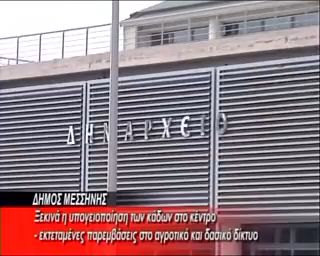 ΔΗΜΑΡΧΕΙΟ
ΔΗΜΟΣ ΜΕΣΣΗΝΗΣ
Ξεκινά η υπογειοποίηση των κάδων στο κέντρο
- εκτεταμένες παρεμβάσεις στο αγροτικό και δασικό δίκτυο